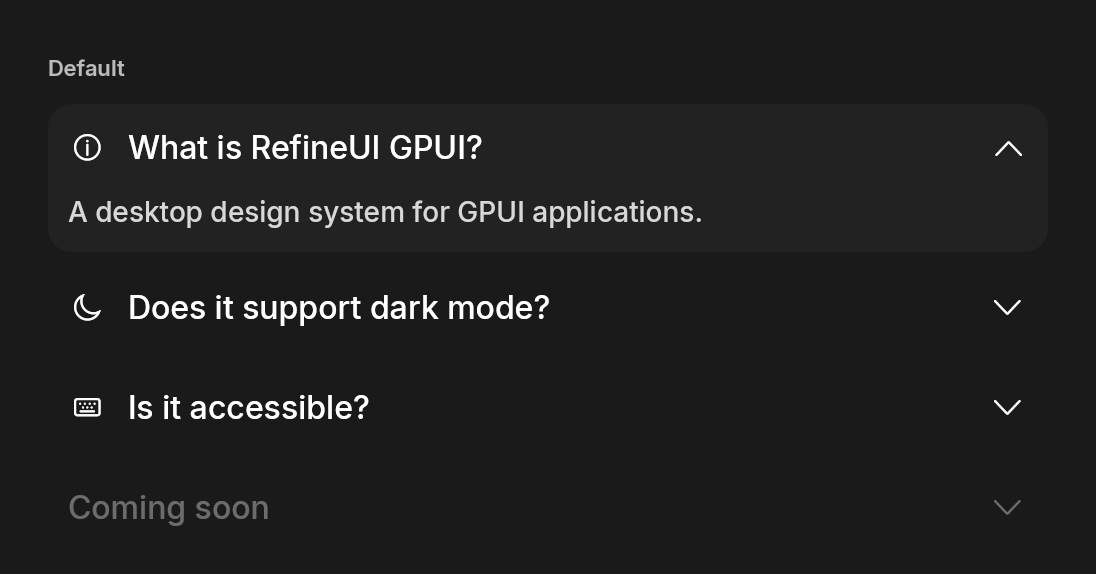 Default
What is RefineUI GPUI?
A desktop design system for GPUI applications.
Does it support dark mode?
Is it accessible?
Coming soon